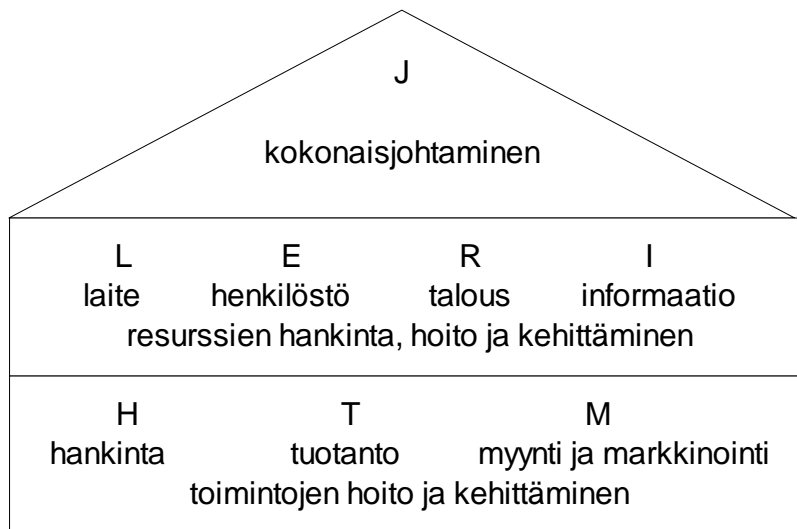 J
kokonaisjohtaminen
L E R I
laite henkilöstö talous informaatio
resurssien hankinta, hoito ja kehittäminen
H T M
hankinta tuotanto myynti ja markkinointi
toimintojen hoito ja kehittäminen